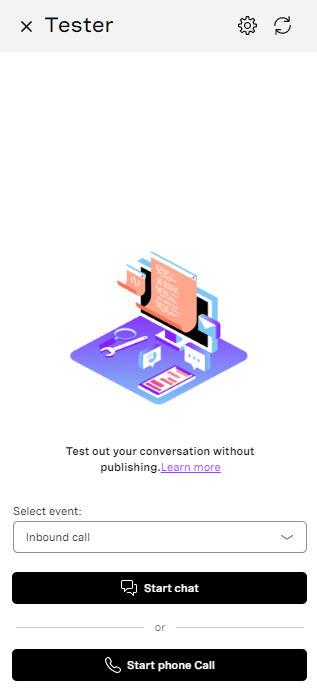 Tester
Test out your conversation without
publishing.Learn more
Select event:
Inbound call
Start chat
or
Start phone Call